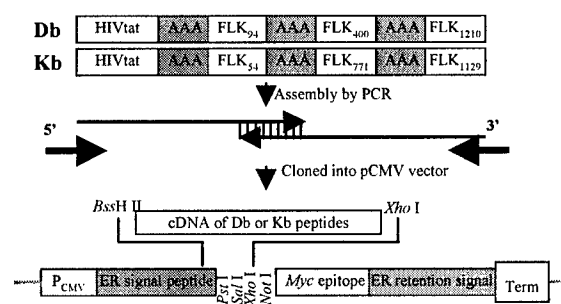 Db HIVtat AAA FLK94 AAA FLK400 AAA FLK1210
Kb HIVtat AAA FLK54 AAA FLK771 AAA FLK1129
Assembly by PCR
5’ 3’
Cloned into pCMV vector
BssH II Xho I
cDNA of Db or Kb peptides
PCMV ER signal peptide Pst I Sal I Xho I Not I Myc epitope ER retention signal Term